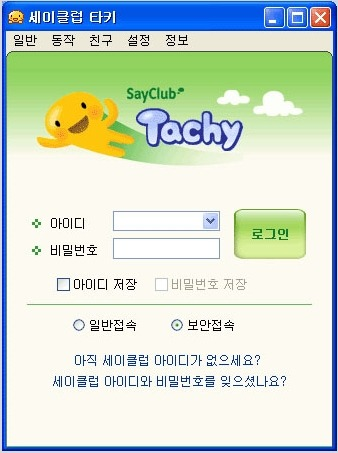 세이클럽 타키
일반 동작 친구 설정 정보
SayClub
Tachy
아이디
비밀번호
로그인
아이디 저장 비밀번호 저장
일반접속 보안접속
아직 세이클럽 아이디가 없으세요?
세이클럽 아이디와 비밀번호를 잊으셨나요?